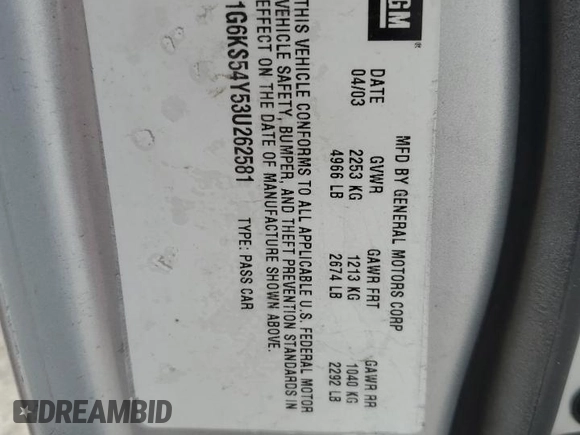 GM®
MFD BY GENERAL MOTORS CORP
DATE GVWR GAWR FRT GAWR RR
04/03 2253 KG 1213 KG 1040 KG
4966 LB 2674 LB 2292 LB
THIS VEHICLE CONFORMS TO ALL APPLICABLE U.S. FEDERAL MOTOR
VEHICLE SAFETY, BUMPER, AND THEFT PREVENTION STANDARDS IN
EFFECT ON THE DATE OF MANUFACTURE SHOWN ABOVE.
1G6KS54Y53U262581 TYPE: PASS CAR
DREAMBID